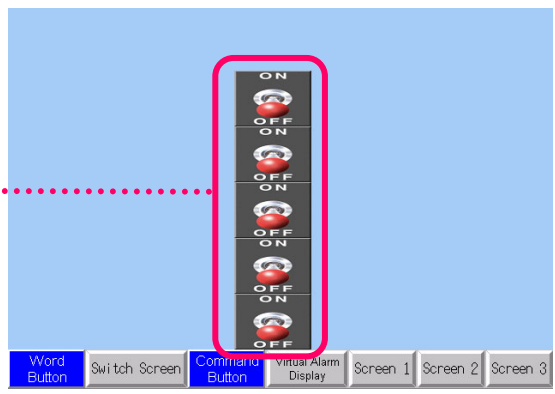 ON
OFF
ON
OFF
ON
OFF
ON
OFF
ON
OFF
Word
Button
Switch Screen
Command
Button
Virtual Alarm
Display
Screen 1
Screen 2
Screen 3